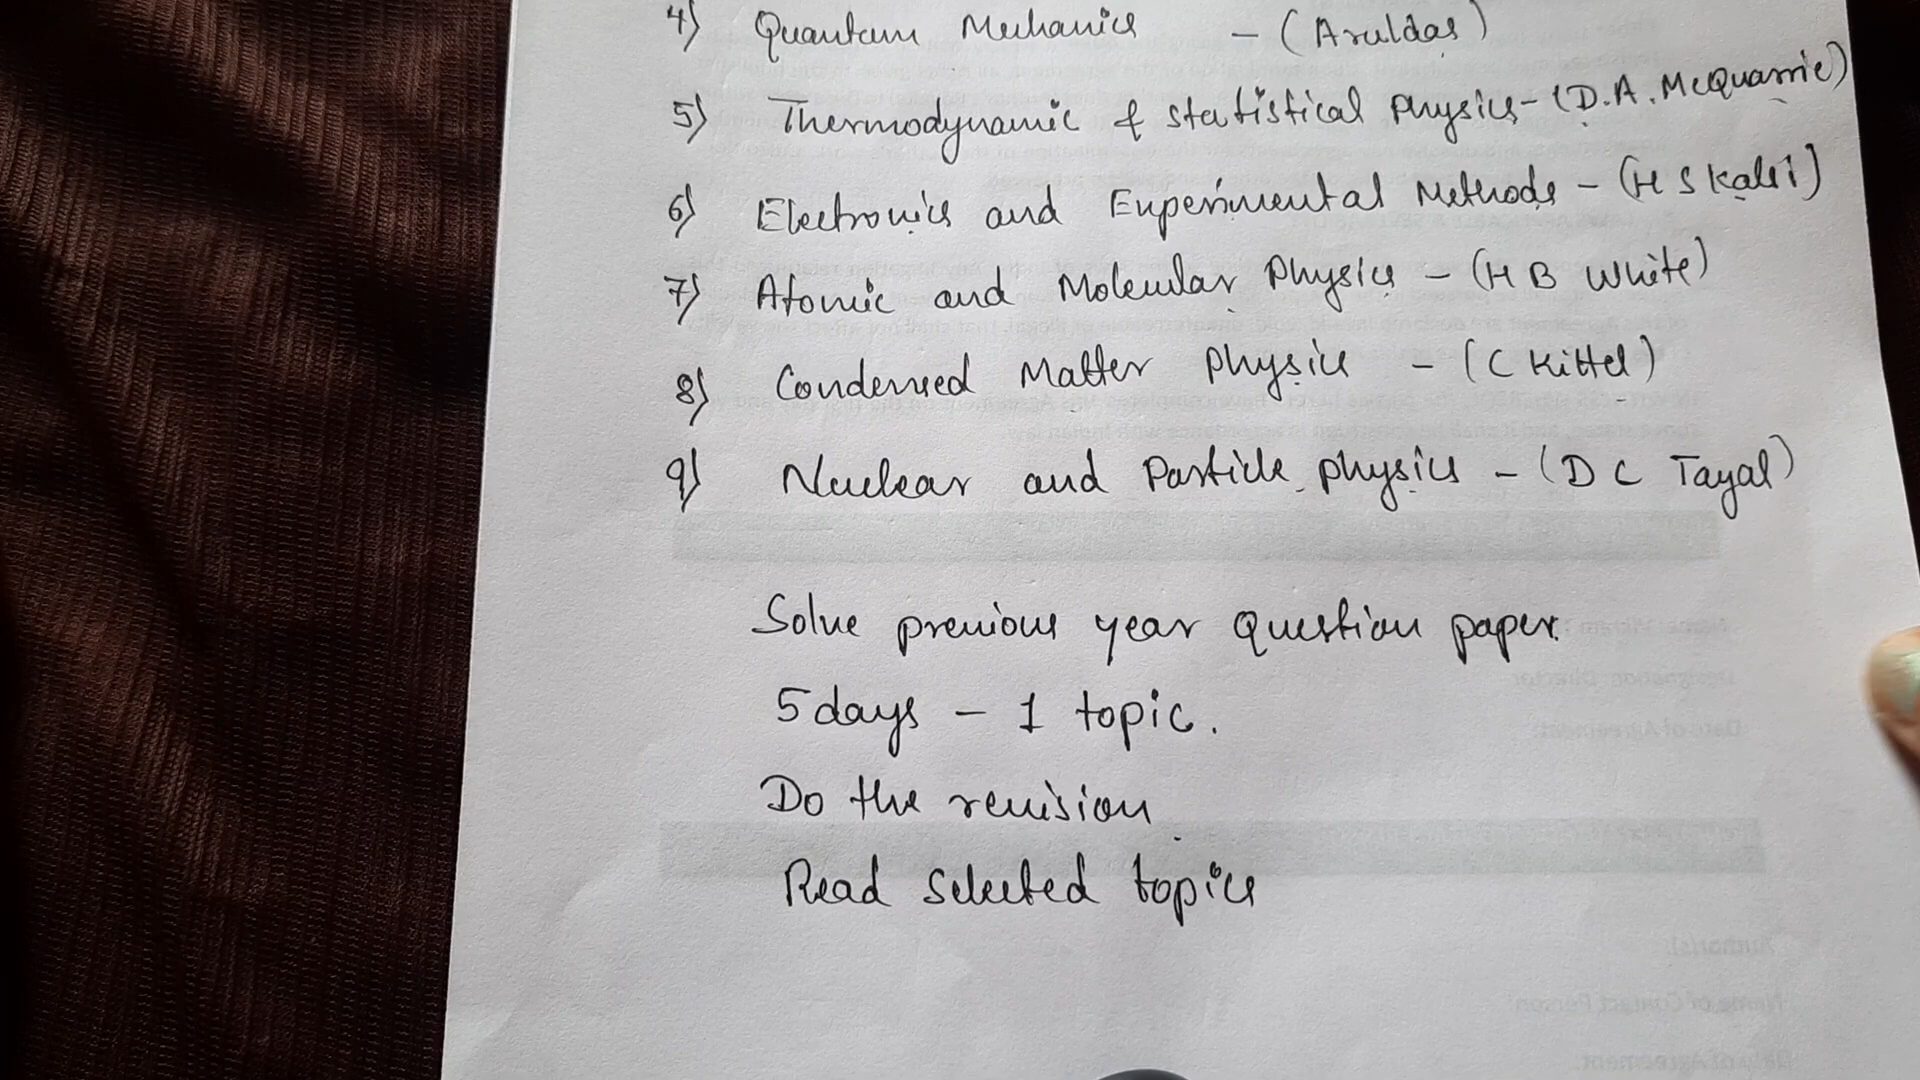 4) Quantum Mechanics - (Aruldas)
5) Thermodynamic & statistical Physics - (D.A. McQuarrie)
6) Electronics and Experimental Methods - (H S Kalsi)
7) Atomic and Molecular Physics - (H B White)
8) Condensed Matter Physics - (C Kittel)
9) Nuclear and Particle physics - (D C Tayal)
Solve previous year question paper.
5 days - 1 topic.
Do the revision
Read selected topics